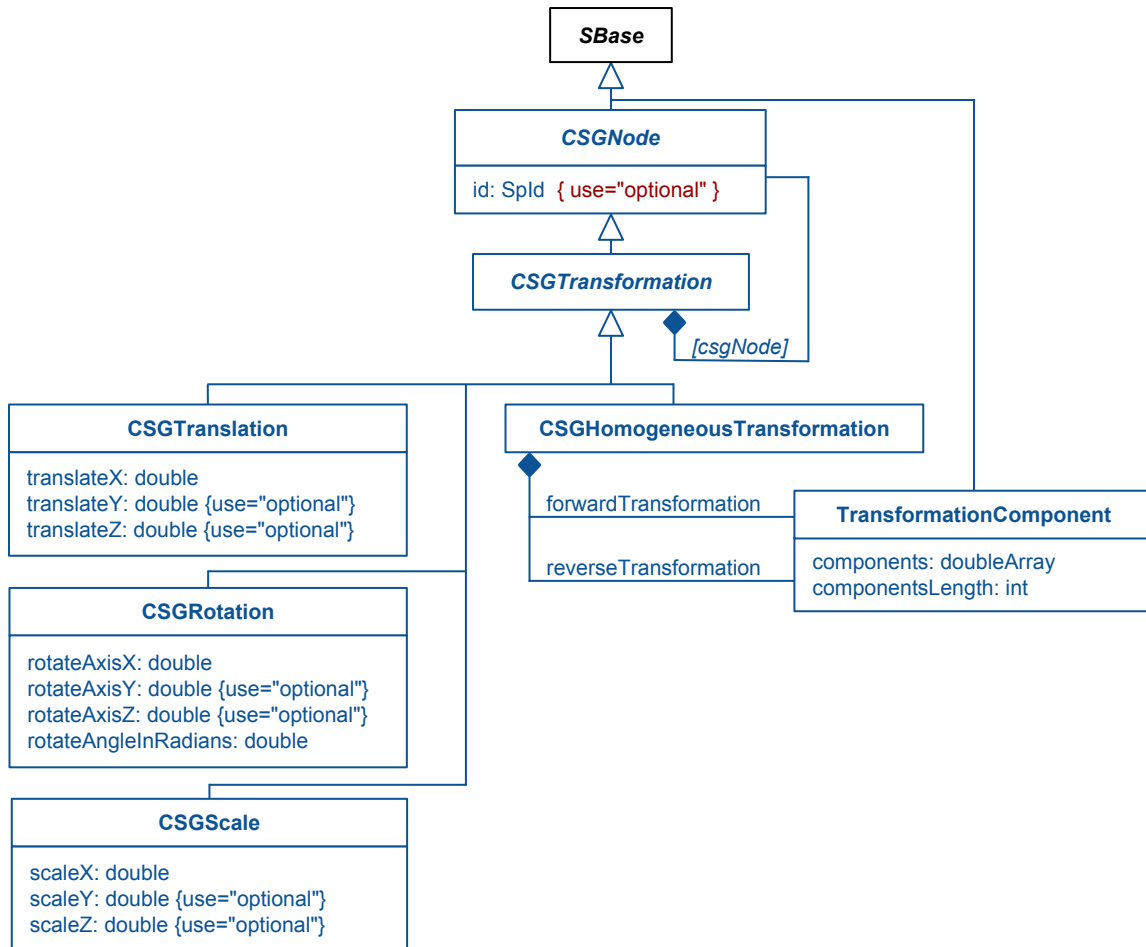 SBase
CSGNode
id: SpId { use="optional" }
CSGTransformation
[csgNode]
CSGTranslation
translateX: double
translateY: double {use="optional"}
translateZ: double {use="optional"}
CSGHomogeneousTransformation
forwardTransformation
reverseTransformation
TransformationComponent
components: doubleArray
componentsLength: int
CSGRotation
rotateAxisX: double
rotateAxisY: double {use="optional"}
rotateAxisZ: double {use="optional"}
rotateAngleInRadians: double
CSGScale
scaleX: double
scaleY: double {use="optional"}
scaleZ: double {use="optional"}